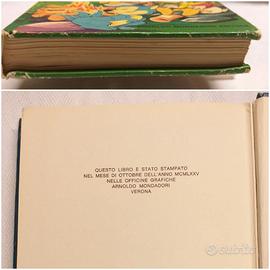 QUESTO LIBRO È STATO STAMPATO
NEL MESE DI OTTOBRE DELL'ANNO MCMLXXV
NELLE OFFICINE GRAFICHE
ARNOLDO MONDADORI
VERONA
subito